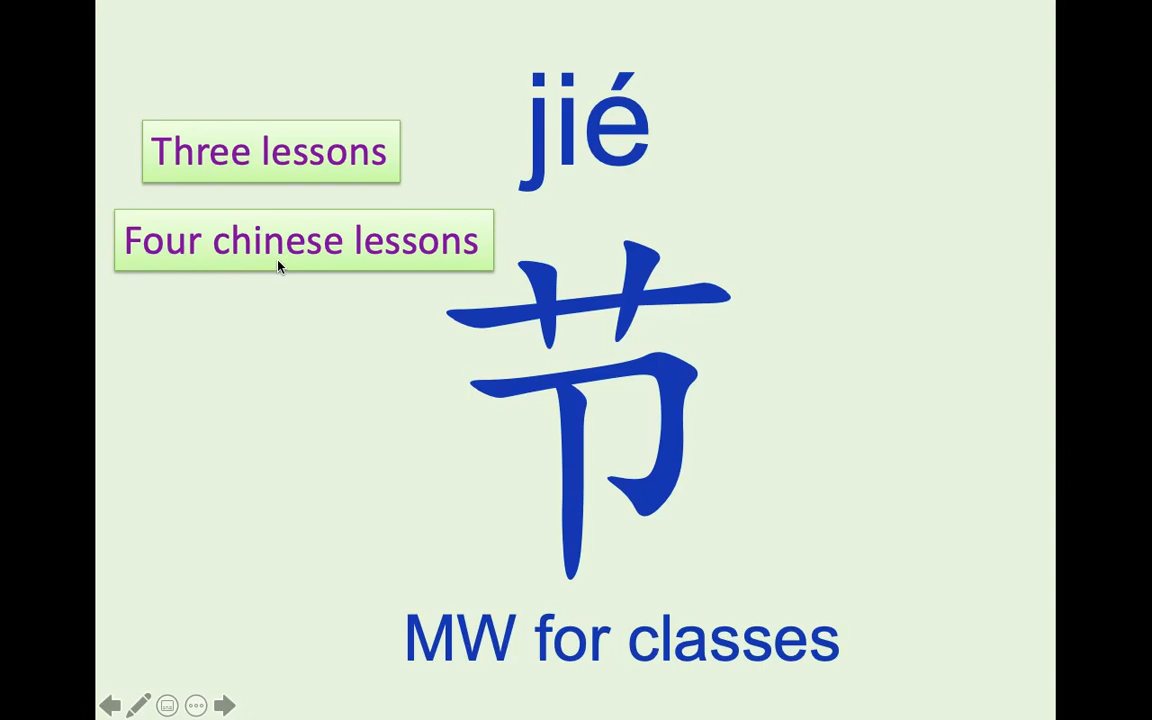 jié
Three lessons
Four chinese lessons
节
MW for classes